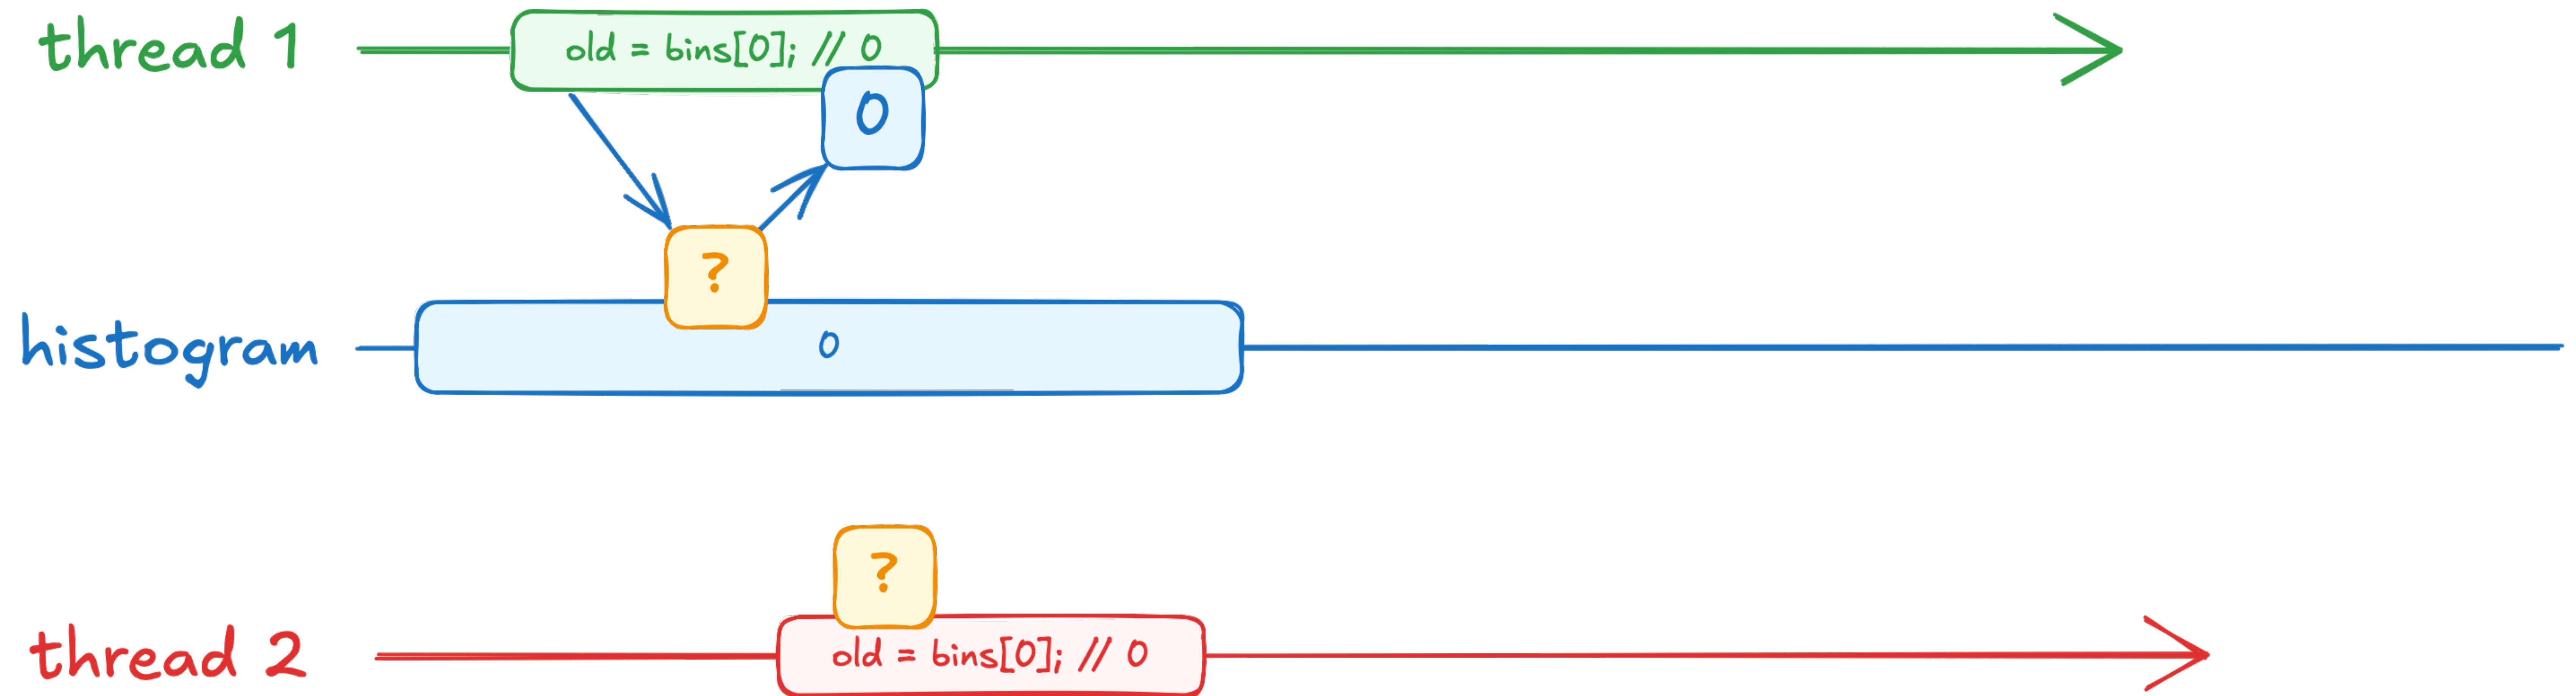 thread 1
old = bins[0]; // 0
0
?
histogram
0
?
thread 2
old = bins[0]; // 0